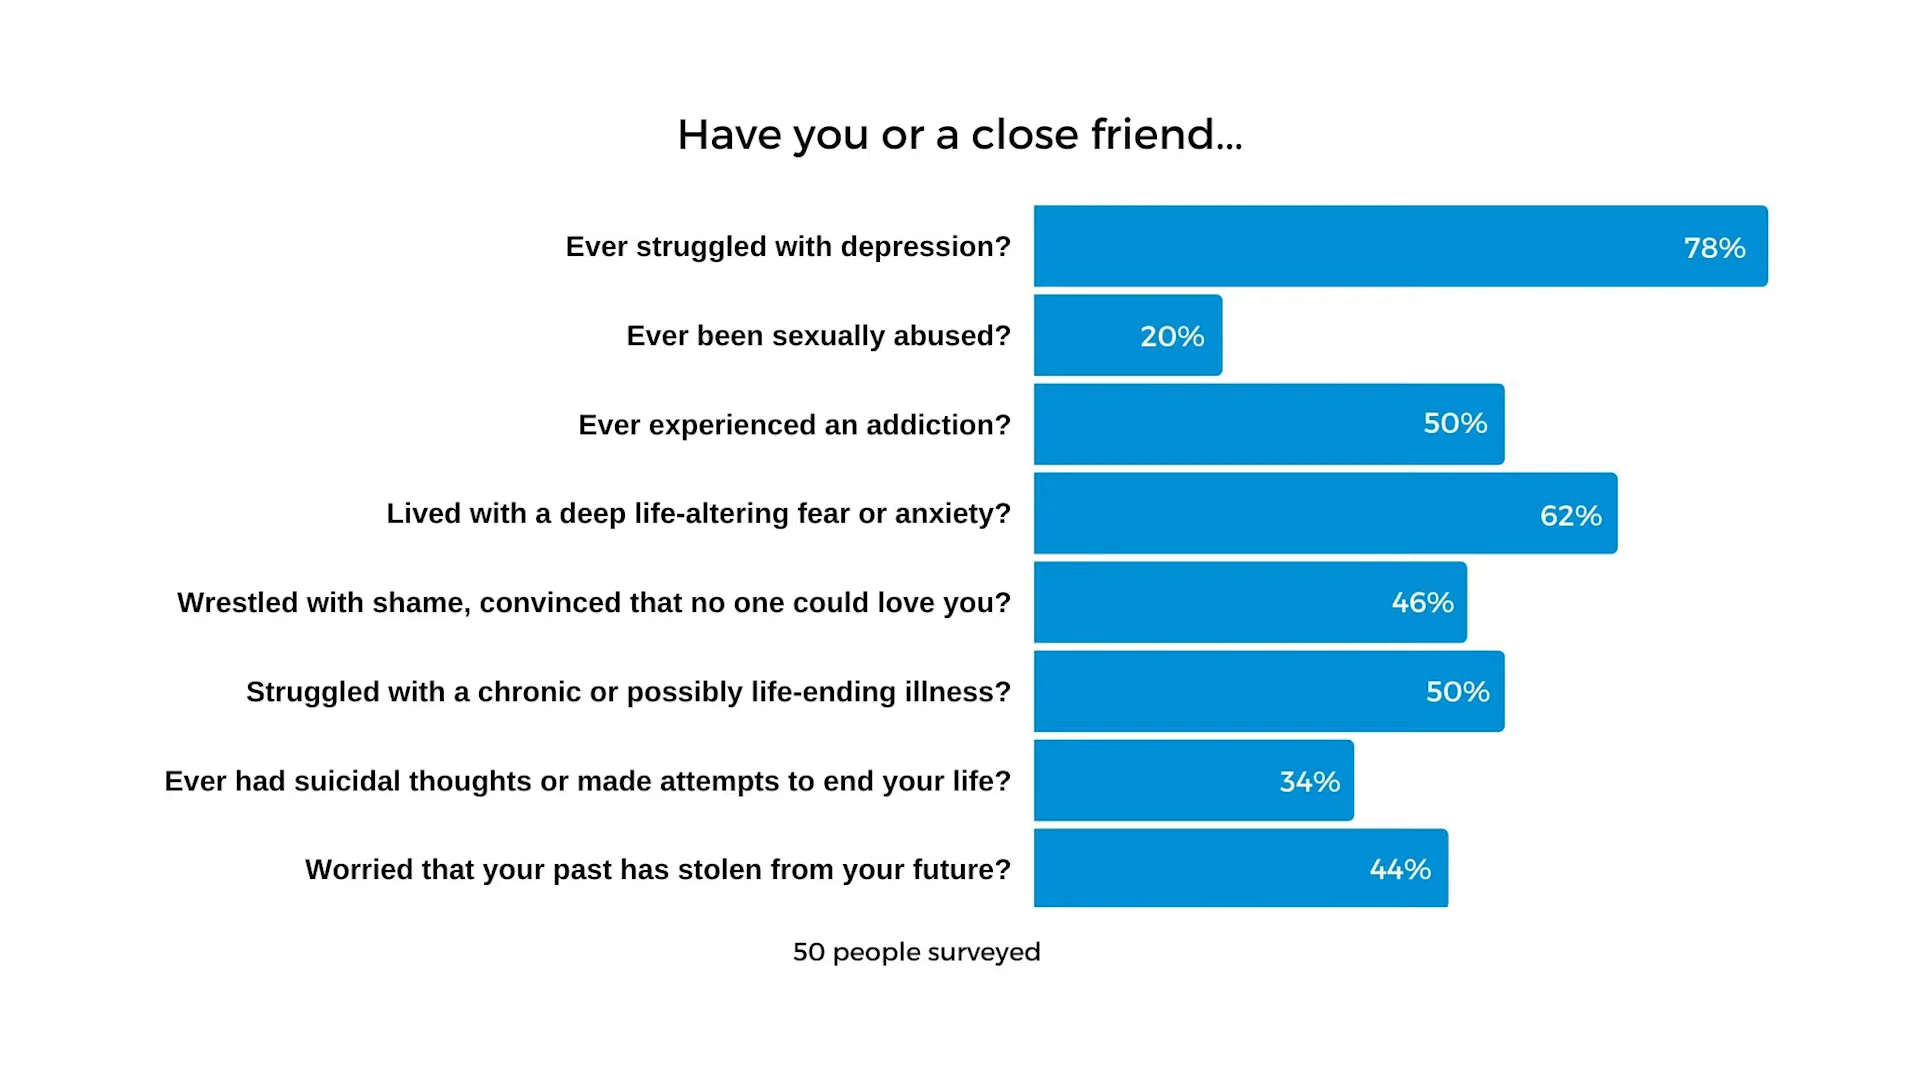 Have you or a close friend...
Ever struggled with depression? 78%
Ever been sexually abused? 20%
Ever experienced an addiction? 50%
Lived with a deep life-altering fear or anxiety? 62%
Wrestled with shame, convinced that no one could love you? 46%
Struggled with a chronic or possibly life-ending illness? 50%
Ever had suicidal thoughts or made attempts to end your life? 34%
Worried that your past has stolen from your future? 44%
50 people surveyed